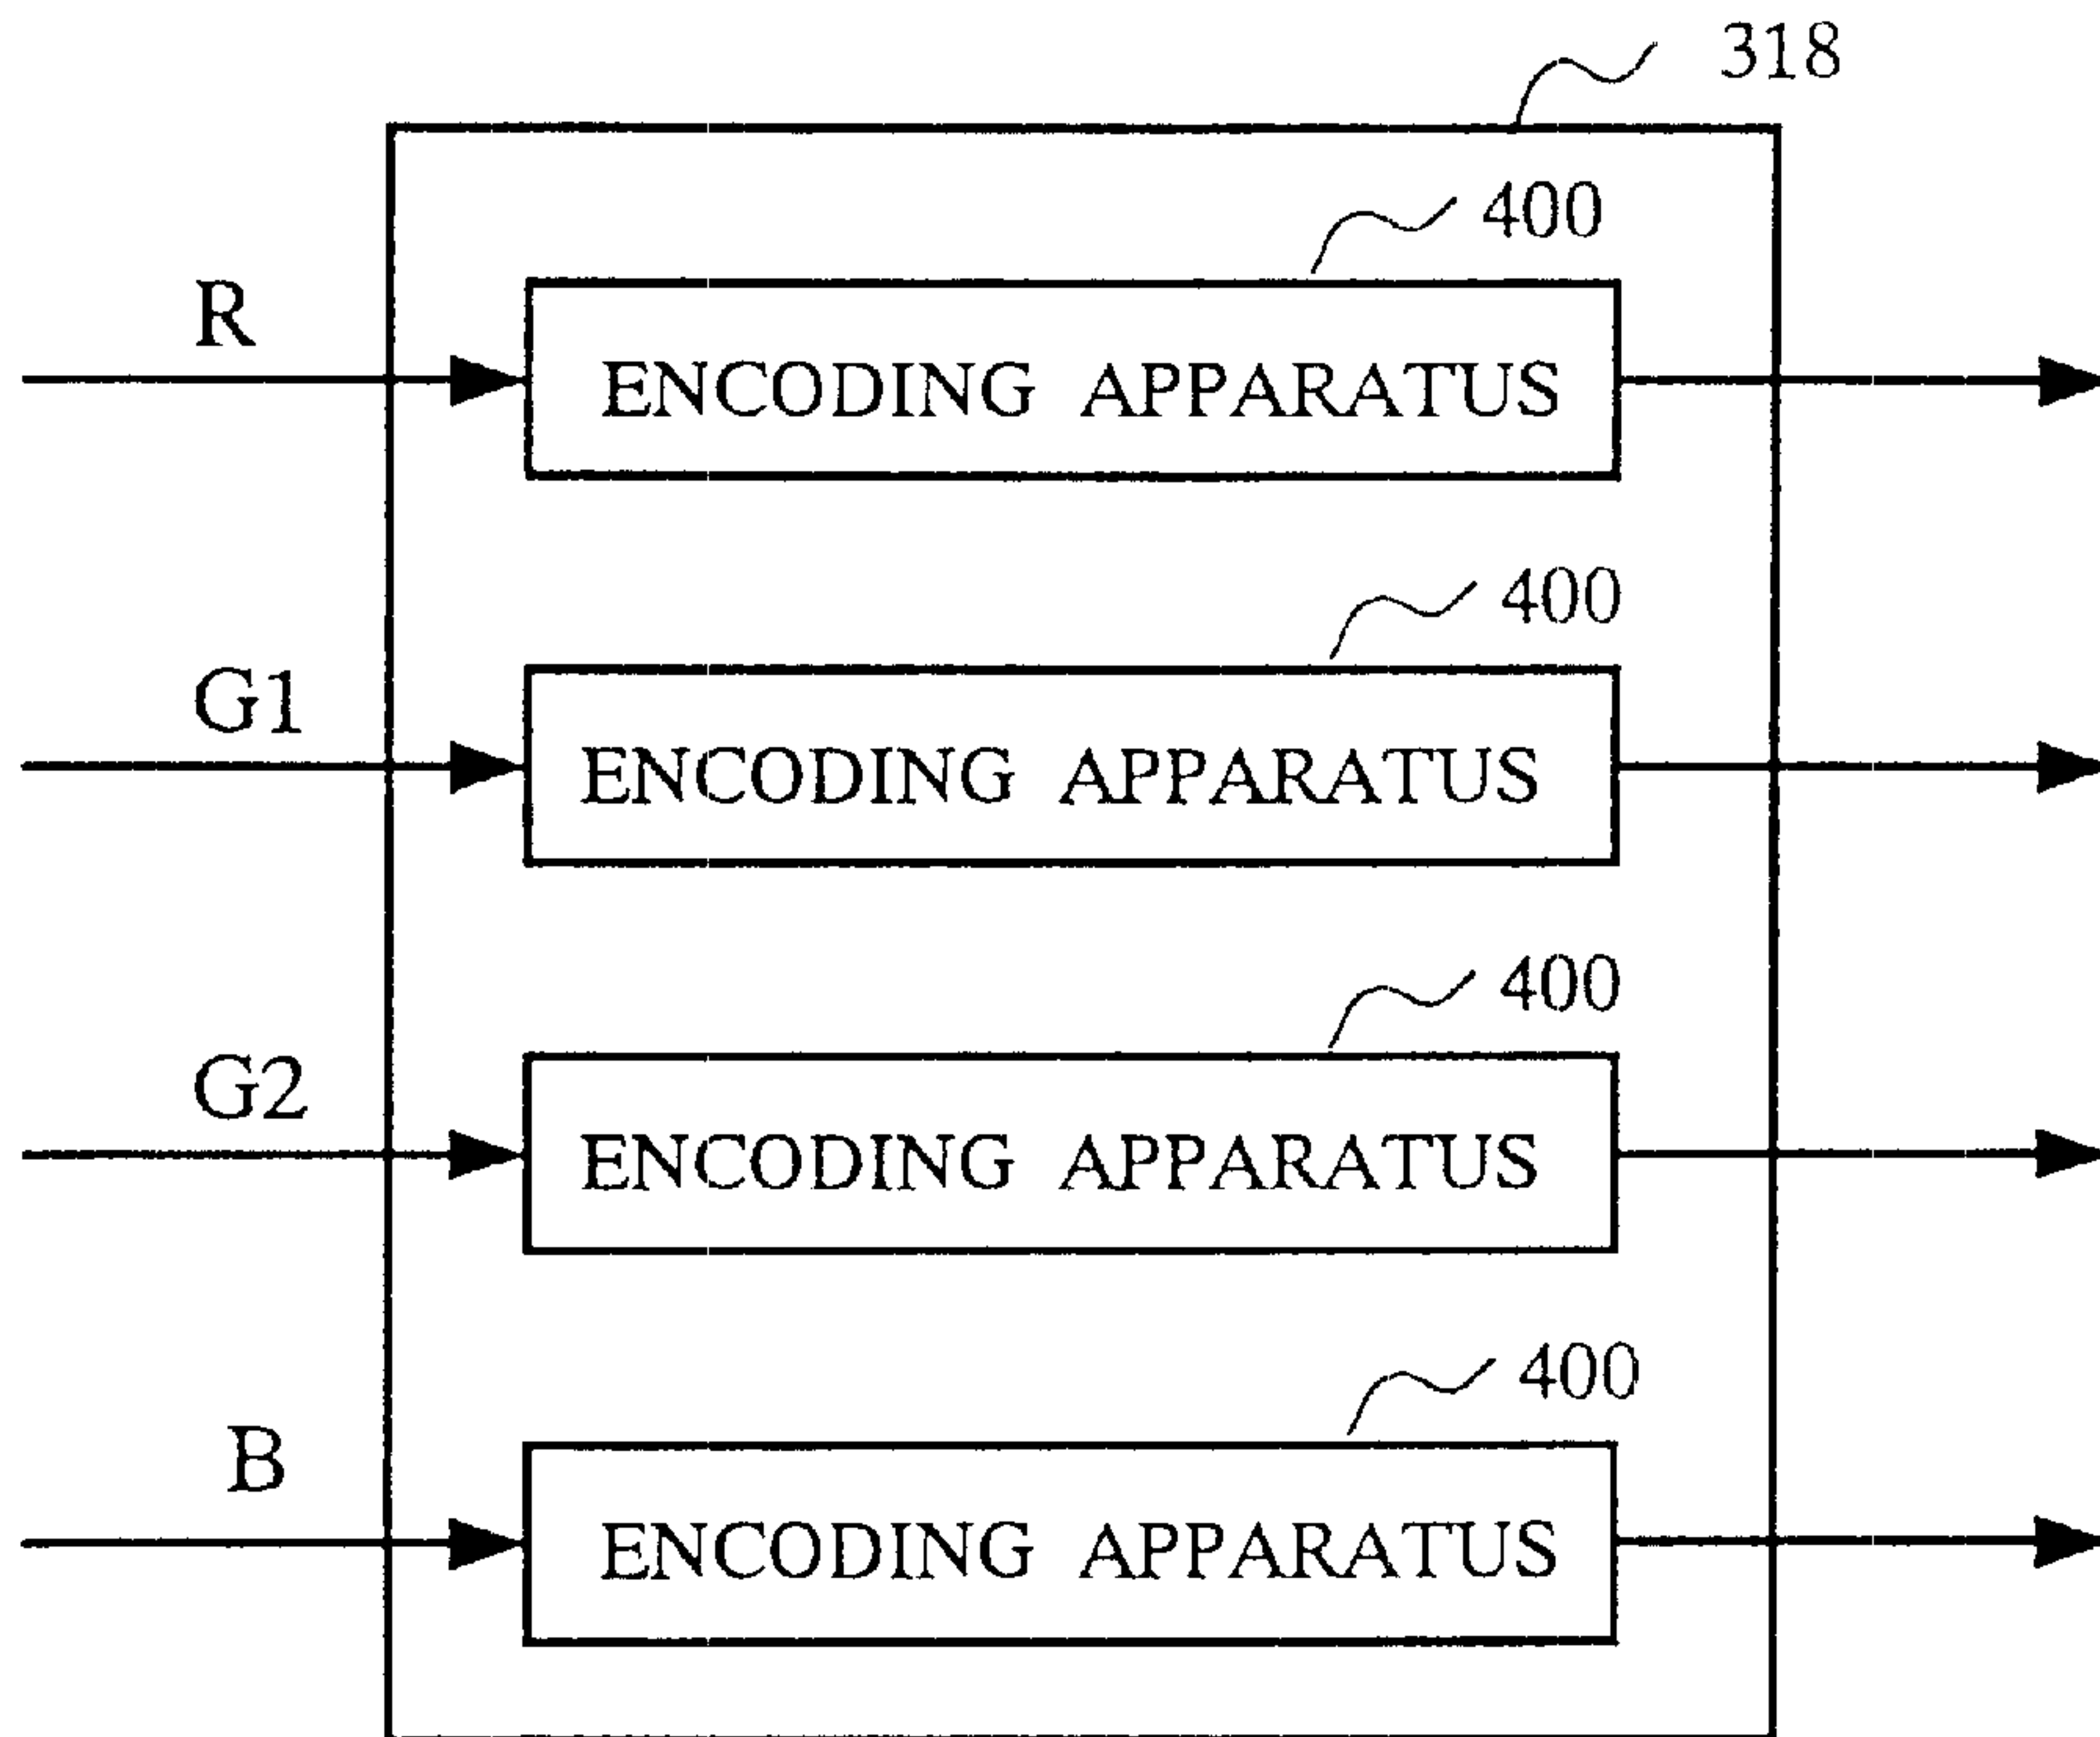 318
400
R
ENCODING APPARATUS
400
G1
ENCODING APPARATUS
400
G2
ENCODING APPARATUS
400
B
ENCODING APPARATUS